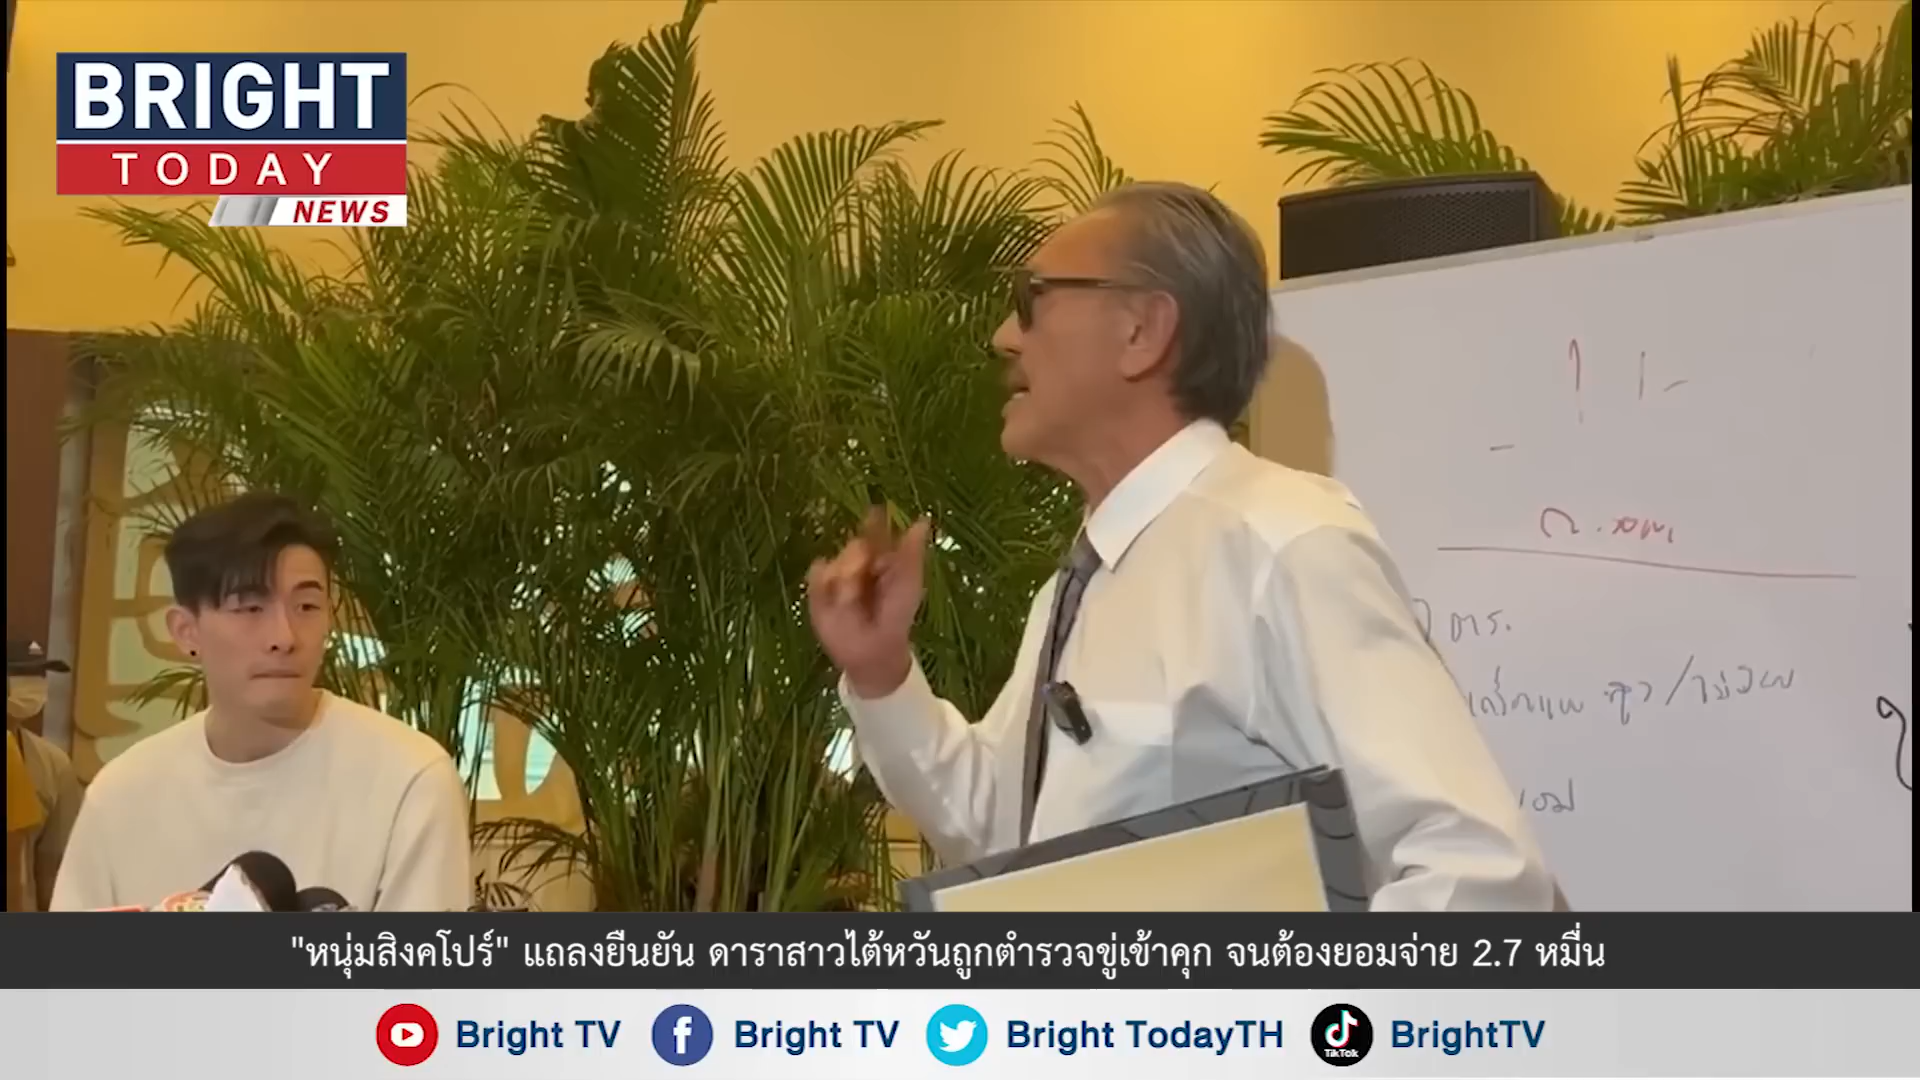 BRIGHT
TODAY
NEWS
ตร.
"หนุ่มสิงคโปร์" แถลงยืนยัน ดาราสาวไต้หวันถูกตำรวจขู่เข้าคุก จนต้องยอมจ่าย 2.7 หมื่น
Bright TV Bright TV Bright TodayTH TikTok BrightTV